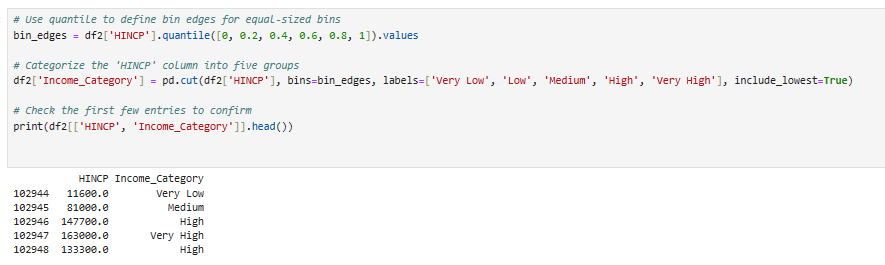 # Use quantile to define bin edges for equal-sized bins
bin_edges = df2['HINCP'].quantile([0, 0.2, 0.4, 0.6, 0.8, 1]).values
# Categorize the 'HINCP' column into five groups
df2['Income_Category'] = pd.cut(df2['HINCP'], bins=bin_edges, labels=['Very Low', 'Low', 'Medium', 'High', 'Very High'], include_lowest=True)
# Check the first few entries to confirm
print(df2[['HINCP', 'Income_Category']].head())
HINCP Income_Category
102944 11600.0 Very Low
102945 81000.0 Medium
102946 147700.0 High
102947 163000.0 Very High
102948 133300.0 High